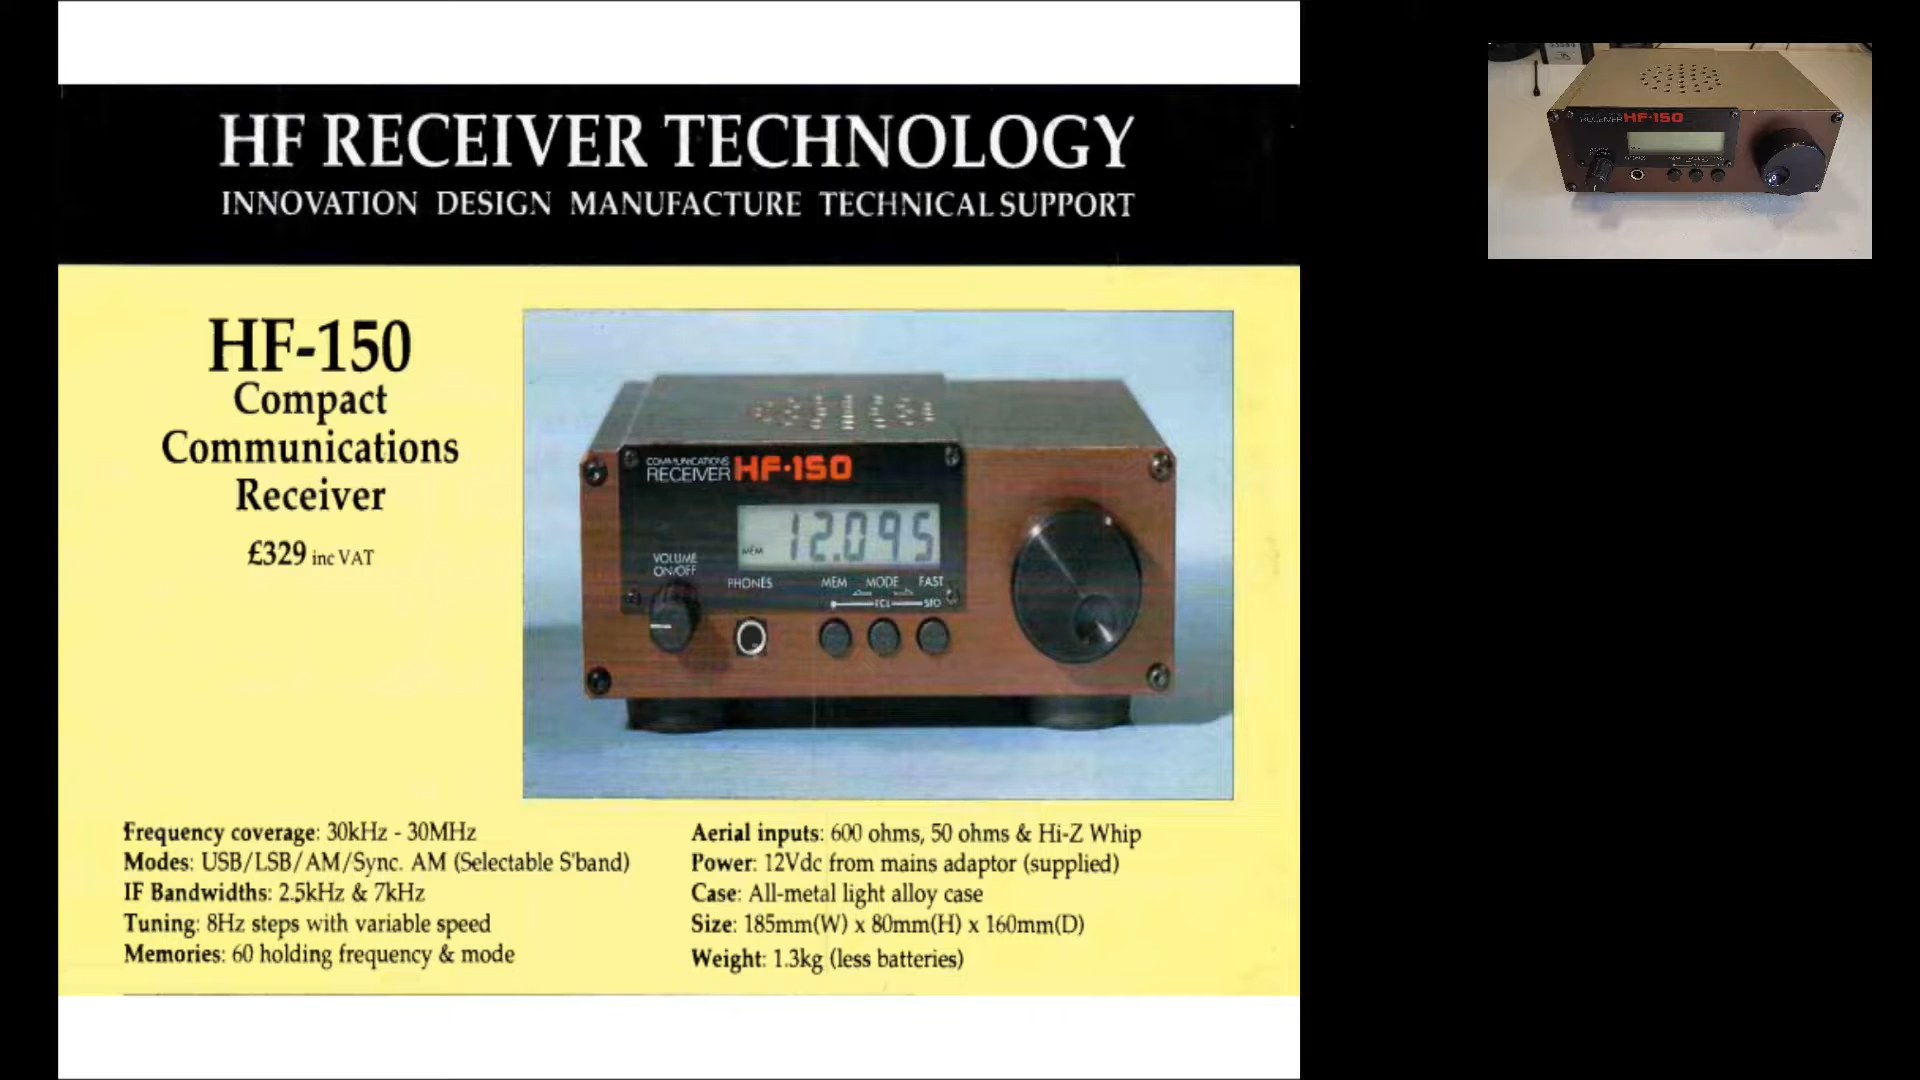 HF RECEIVER TECHNOLOGY
INNOVATION DESIGN MANUFACTURE TECHNICAL SUPPORT
HF-150
Compact
Communications
Receiver
£329 inc VAT
COMMUNICATIONS
RECEIVER HF·150
12.095
MEM
VOLUME
ON/OFF
PHONES
MEM MODE FAST
STO
Frequency coverage: 30kHz - 30MHz
Modes: USB/LSB/AM/Sync. AM (Selectable S'band)
IF Bandwidths: 2.5kHz & 7kHz
Tuning: 8Hz steps with variable speed
Memories: 60 holding frequency & mode
Aerial inputs: 600 ohms, 50 ohms & Hi-Z Whip
Power: 12Vdc from mains adaptor (supplied)
Case: All-metal light alloy case
Size: 185mm(W) x 80mm(H) x 160mm(D)
Weight: 1.3kg (less batteries)
RECEIVER HF·150